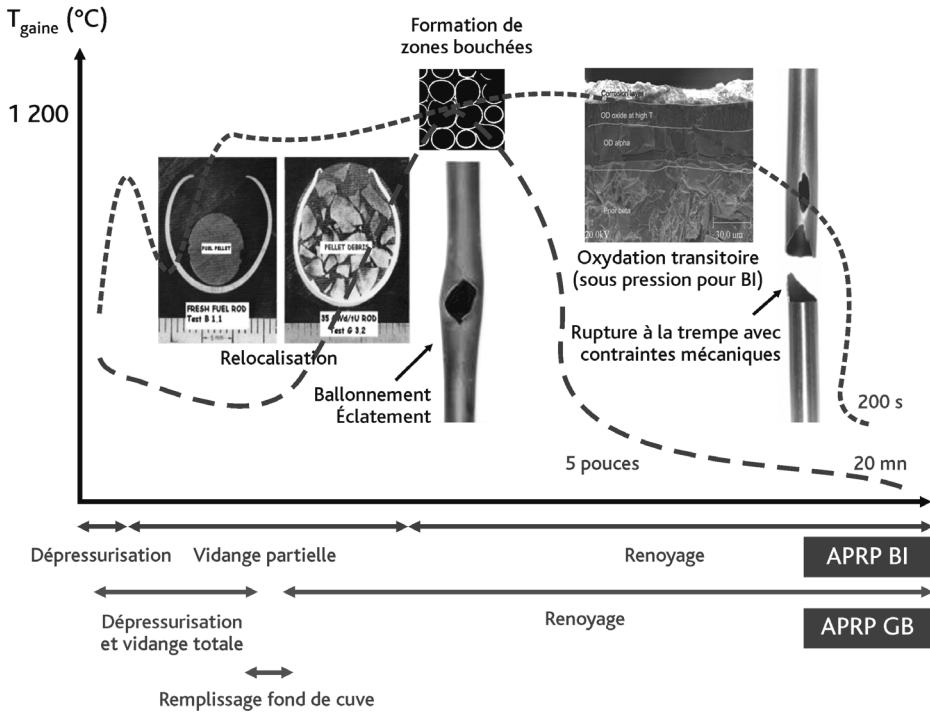 Tgaine (°C)
1 200
Formation de
zones bouchées
FUEL PELLET
FRESH FUEL ROD
Test B 1.1
5 mm
PELLET DEBRIS
35 GWd/tU ROD
Test G 3.2
Relocalisation
Ballonnement
Éclatement
Corrosion layer
OD oxide at high T
OD alpha
Prior beta
20.0kV
30.0 um
Oxydation transitoire
(sous pression pour BI)
Rupture à la trempe avec
contraintes mécaniques
200 s
5 pouces
20 mn
Dépressurisation
Vidange partielle
Renoyage
APRP BI
Dépressurisation
et vidange totale
Renoyage
APRP GB
Remplissage fond de cuve